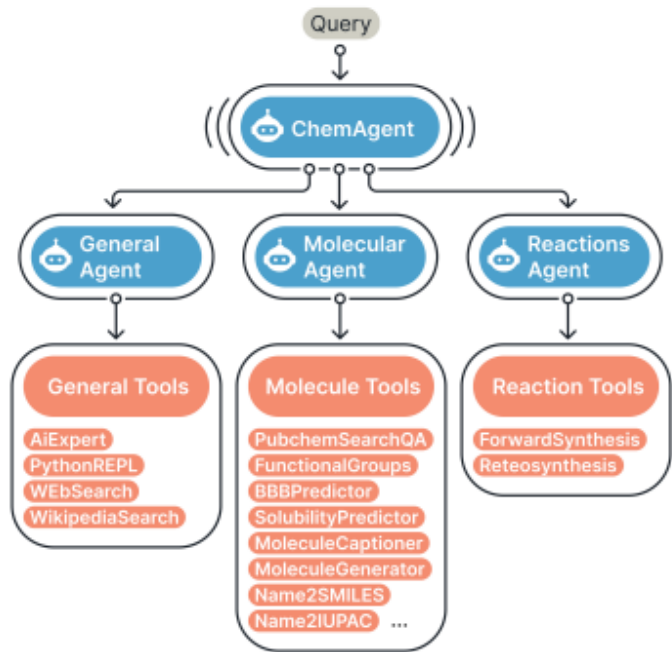 Query
ChemAgent
General
Agent
Molecular
Agent
Reactions
Agent
General Tools
AiExpert
PythonREPL
WEbSearch
WikipediaSearch
Molecule Tools
PubchemSearchQA
FunctionalGroups
BBBPredictor
SolubilityPredictor
MoleculeCaptioner
MoleculeGenerator
Name2SMILES
Name2IUPAC ...
Reaction Tools
ForwardSynthesis
Reteosynthesis